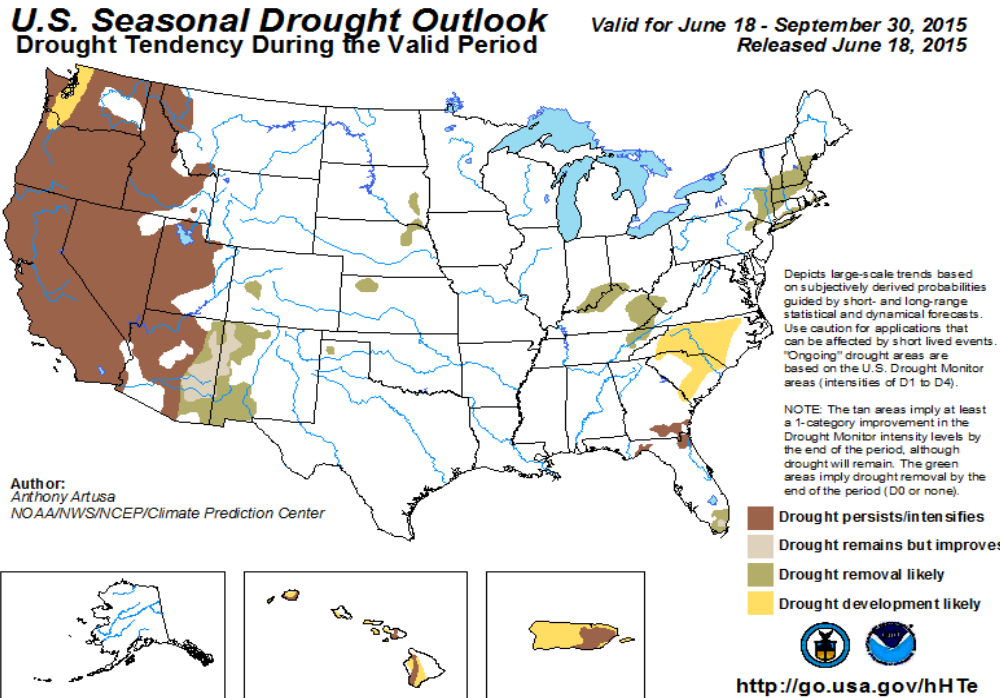 U.S. Seasonal Drought Outlook
Drought Tendency During the Valid Period
Valid for June 18 - September 30, 2015
Released June 18, 2015
Depicts large-scale trends based
on subjectively derived probabilities
guided by short- and long-range
statistical and dynamical forecasts.
Use caution for applications that
can be affected by short lived events.
"Ongoing" drought areas are
based on the U.S. Drought Monitor
areas (intensities of D1 to D4).
NOTE: The tan areas imply at least
a 1-category improvement in the
Drought Monitor intensity levels by
the end of the period, although
drought will remain. The green
areas imply drought removal by the
end of the period (D0 or none).
Author:
Anthony Artusa
NOAA/NWS/NCEP/Climate Prediction Center
Drought persists/intensifies
Drought remains but improves
Drought removal likely
Drought development likely
http://go.usa.gov/hHTe